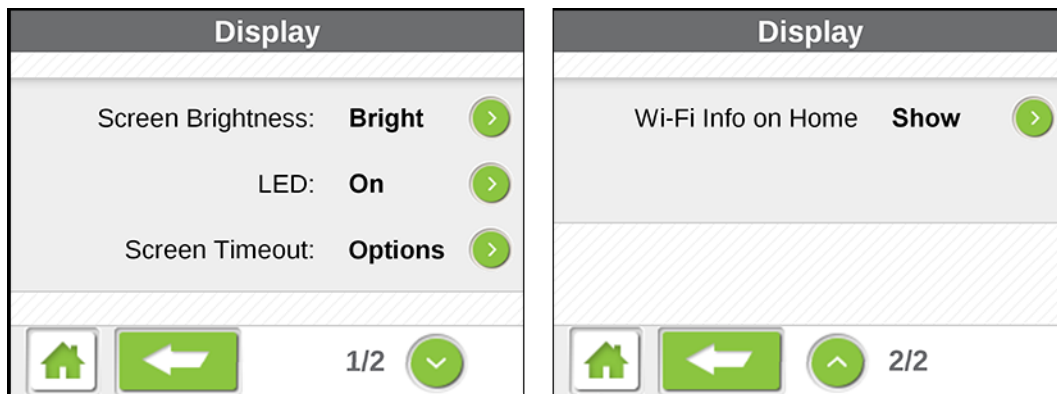 Display
Screen Brightness: Bright
LED: On
Screen Timeout: Options
1/2
Display
Wi-Fi Info on Home Show
2/2